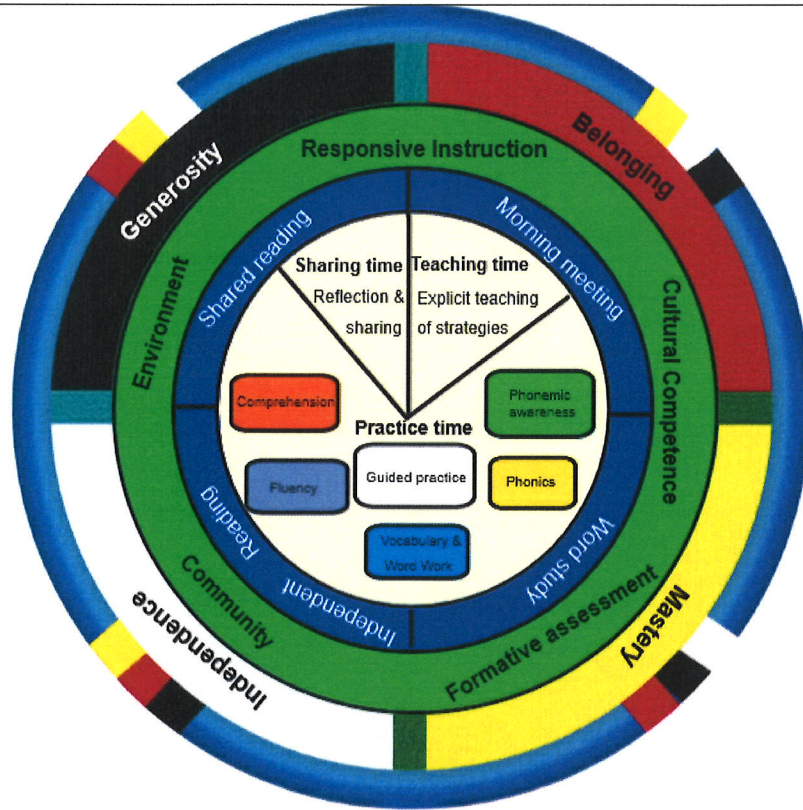 Generosity
Belonging
Mastery
Independence
Responsive Instruction
Cultural Competence
Formative assessment
Community
Environment
Shared reading
Morning meeting
Word study
Independent
Reading
Sharing time
Reflection &
sharing
Teaching time
Explicit teaching
of strategies
Practice time
Comprehension
Phonemic
awareness
Fluency
Guided practice
Phonics
Vocabulary &
Word Work